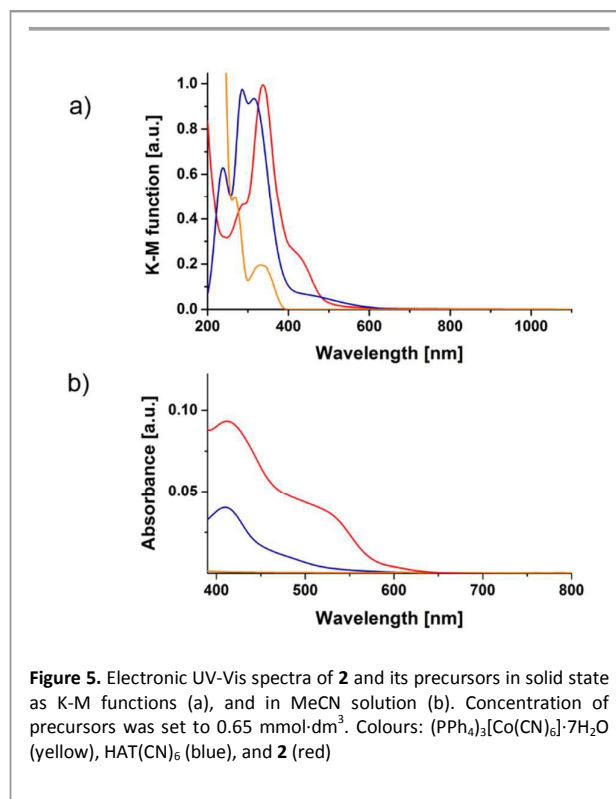 a)
K-M function [a.u.]
1.0
0.8
0.6
0.4
0.2
0.0
200 400 600 800 1000
Wavelength [nm]
b)
Absorbance [a.u.]
0.10
0.05
400 500 600 700 800
Wavelength [nm]
Figure 5. Electronic UV-Vis spectra of 2 and its precursors in solid state
as K-M functions (a), and in MeCN solution (b). Concentration of
precursors was set to 0.65 mmol·dm³. Colours: (PPh₄)₃[Co(CN)₆]·7H₂O
(yellow), HAT(CN)₆ (blue), and 2 (red)